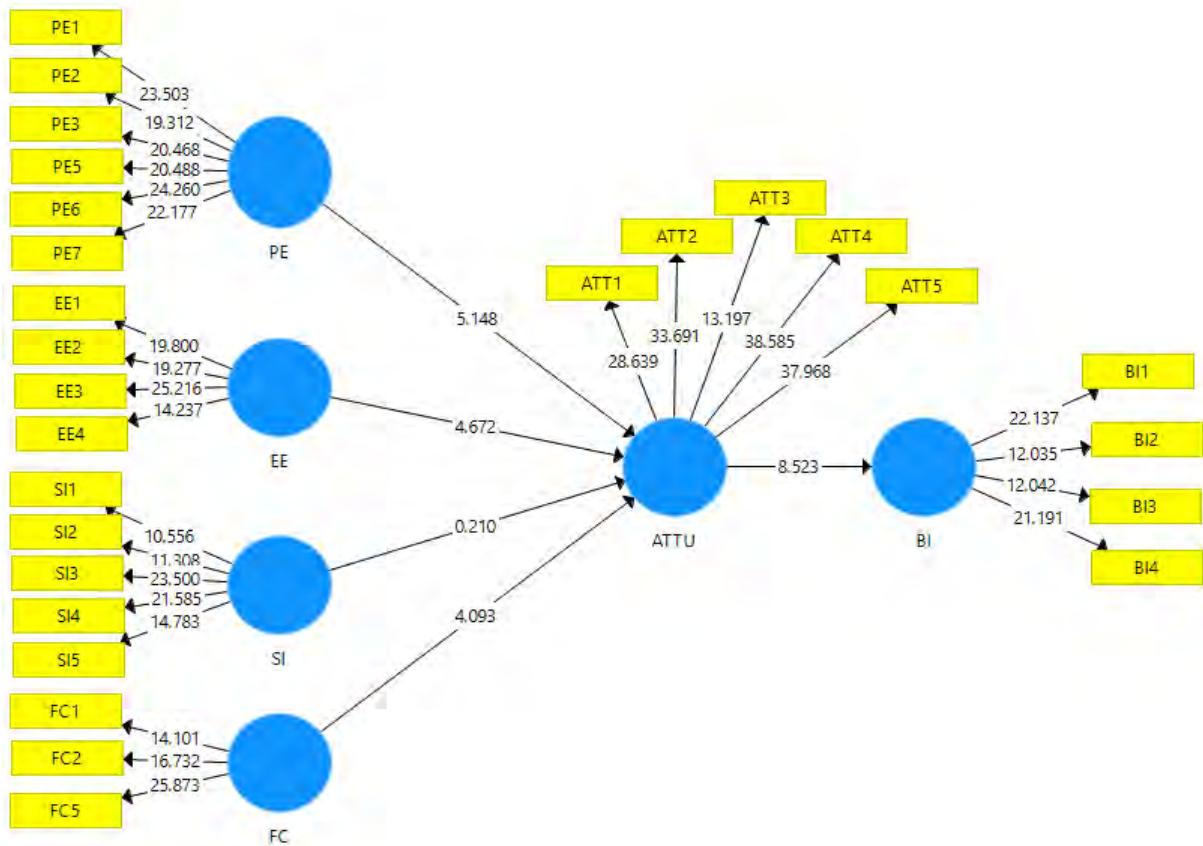 PE1
PE2
PE3
PE5
PE6
PE7
23.503
19.312
20.468
20.488
24.260
22.177
PE
EE1
EE2
EE3
EE4
19.800
19.277
25.216
14.237
EE
SI1
SI2
SI3
SI4
SI5
10.556
11.308
23.500
21.585
14.783
SI
FC1
FC2
FC5
14.101
16.732
25.873
FC
5.148
4.672
0.210
4.093
ATT1
ATT2
ATT3
ATT4
ATT5
28.639
33.691
13.197
38.585
37.968
ATTU
8.523
BI
22.137
12.035
12.042
21.191
BI1
BI2
BI3
BI4